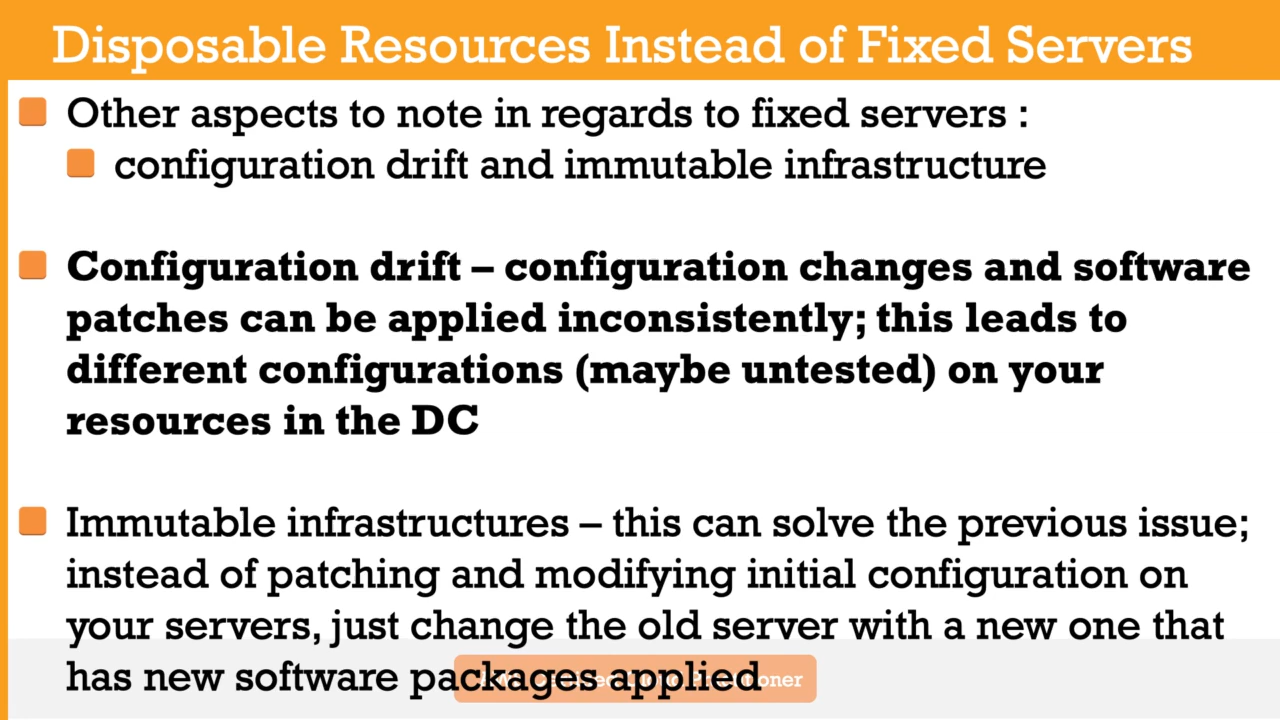 Disposable Resources Instead of Fixed Servers
Other aspects to note in regards to fixed servers :
configuration drift and immutable infrastructure
Configuration drift – configuration changes and software
patches can be applied inconsistently; this leads to
different configurations (maybe untested) on your
resources in the DC
Immutable infrastructures – this can solve the previous issue;
instead of patching and modifying initial configuration on
your servers, just change the old server with a new one that
has new software packages applied